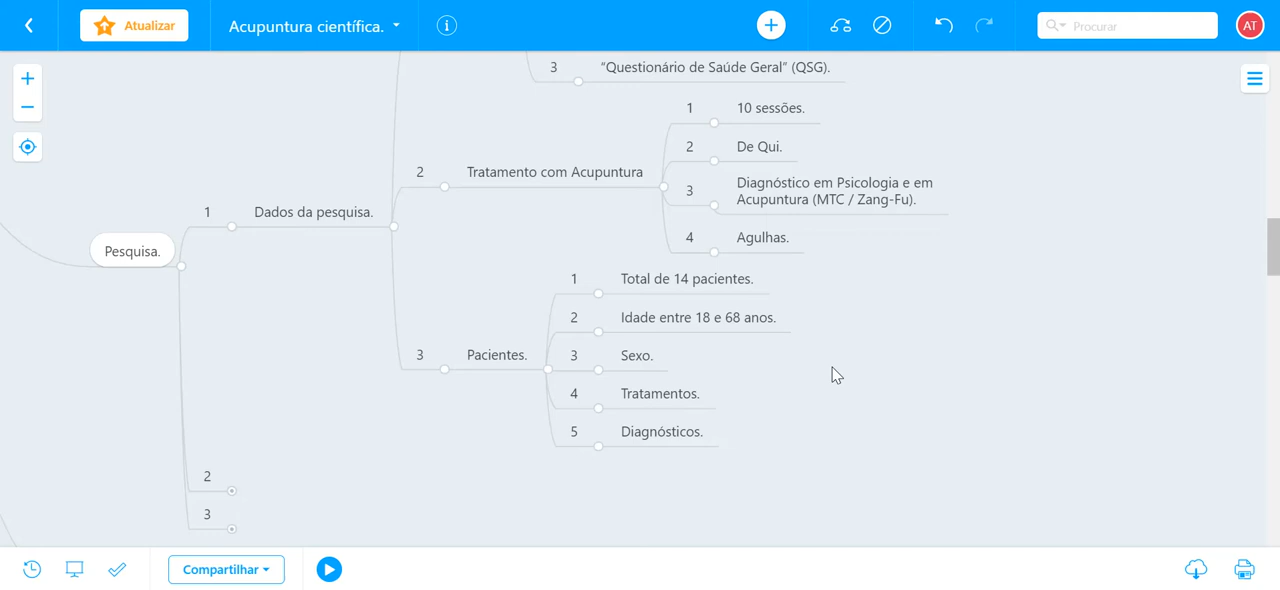 Atualizar
Acupuntura científica.
Procurar
AT
3 “Questionário de Saúde Geral” (QSG).
1 10 sessões.
2 De Qui.
2 Tratamento com Acupuntura
3 Diagnóstico em Psicologia e em
Acupuntura (MTC / Zang-Fu).
4 Agulhas.
1 Dados da pesquisa.
Pesquisa.
1 Total de 14 pacientes.
2 Idade entre 18 e 68 anos.
3 Pacientes.
3 Sexo.
4 Tratamentos.
5 Diagnósticos.
2
3
Compartilhar